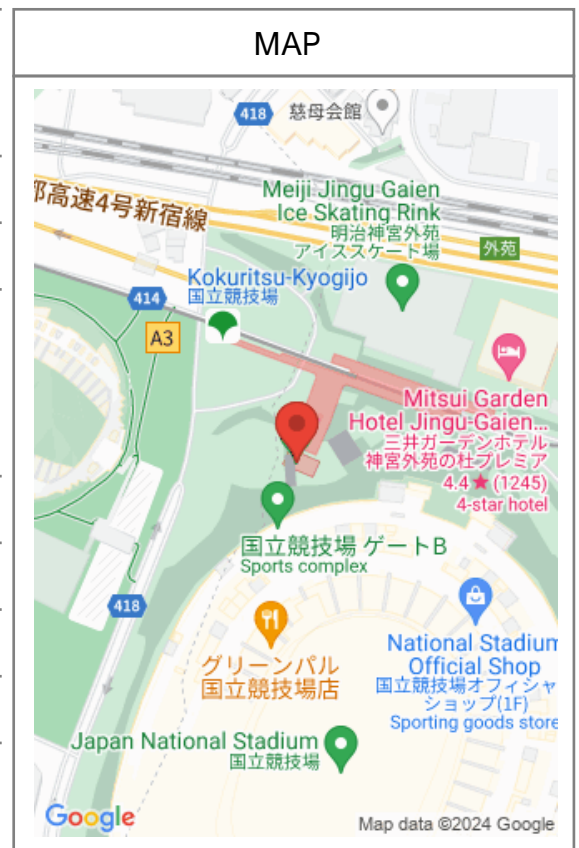 MAP
418
慈母会館
都高速4号新宿線
Meiji Jingu Gaien
Ice Skating Rink
明治神宮外苑
アイススケート場
外苑
Kokuritsu-Kyogijo
国立競技場
414
A3
Mitsui Garden
Hotel Jingu-Gaien...
三井ガーデンホテル
神宮外苑の杜プレミア
4.4★(1245)
4-star hotel
国立競技場 ゲートB
Sports complex
418
グリーンパル
国立競技場店
National Stadium
Official Shop
国立競技場オフィシャ
ショップ(1F)
Sporting goods store
Japan National Stadium
国立競技場
Google
Map data ©2024 Google